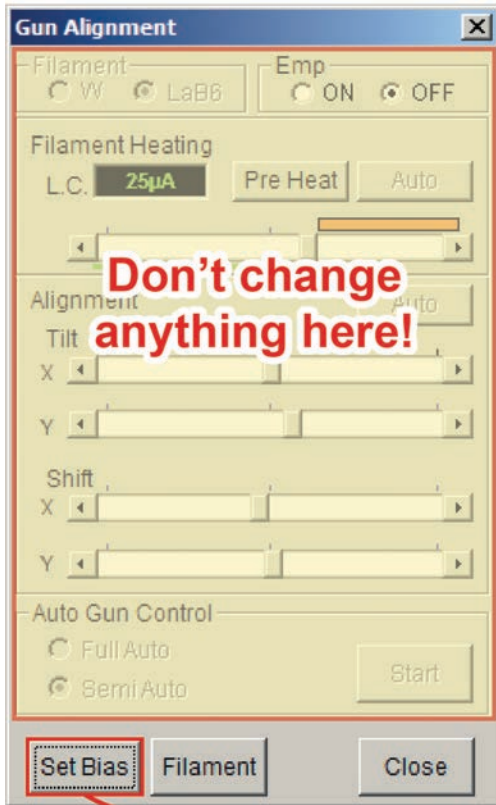 Gun Alignment
Filament
W LaB6
Emp
ON OFF
Filament Heating
L.C. 25µA Pre Heat Auto
Don't change
anything here!
Alignment Auto
Tilt
X
Y
Shift
X
Y
Auto Gun Control
Full Auto
Semi Auto
Start
Set Bias Filament Close